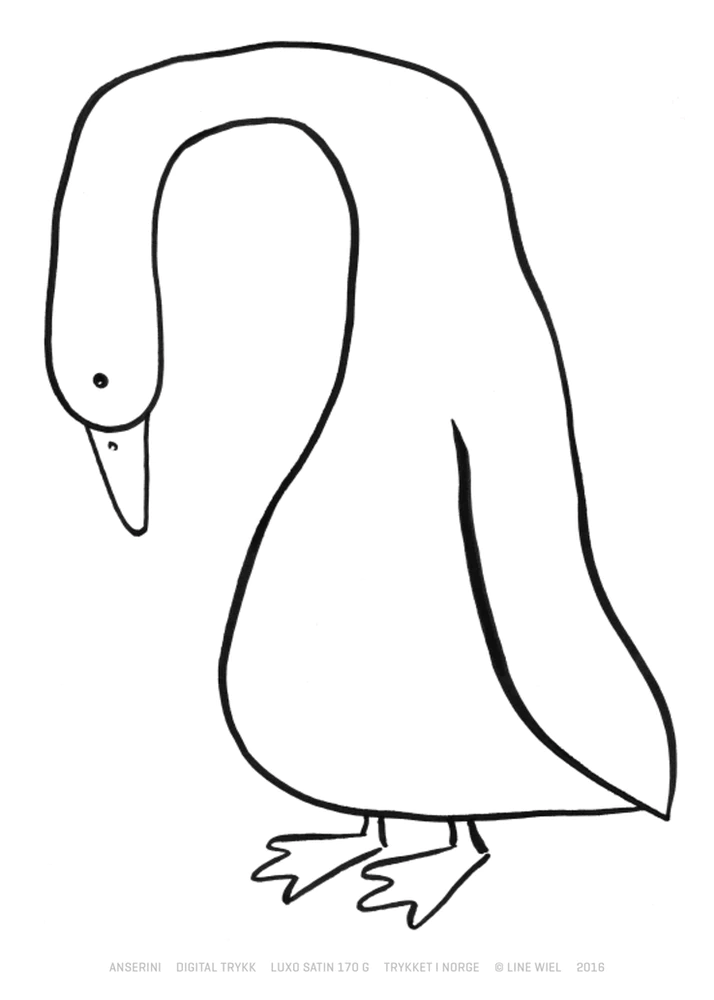 ANSERINI DIGITAL TRYKK LUXO SATIN 170 G TRYKKET I NORGE © LINE WIEL 2016